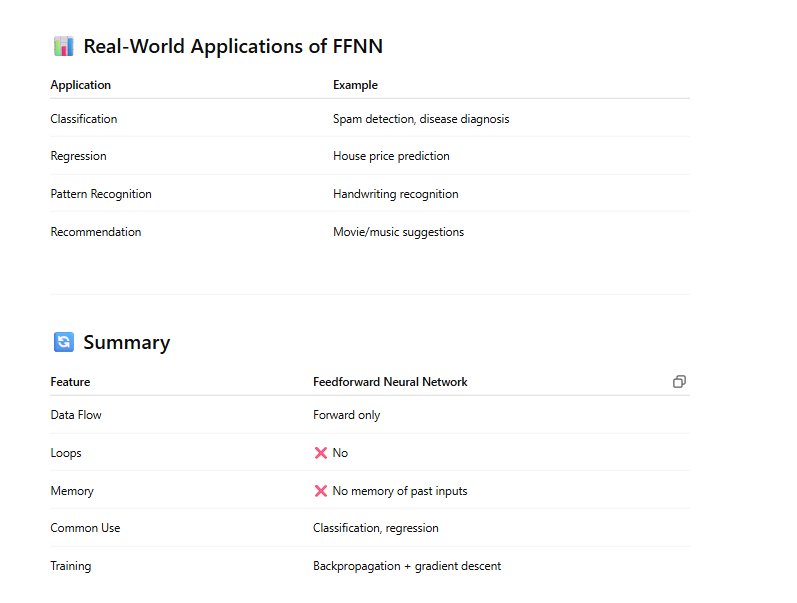 Real-World Applications of FFNN
Application Example
Classification Spam detection, disease diagnosis
Regression House price prediction
Pattern Recognition Handwriting recognition
Recommendation Movie/music suggestions
Summary
Feature Feedforward Neural Network
Data Flow Forward only
Loops ❌ No
Memory ❌ No memory of past inputs
Common Use Classification, regression
Training Backpropagation + gradient descent